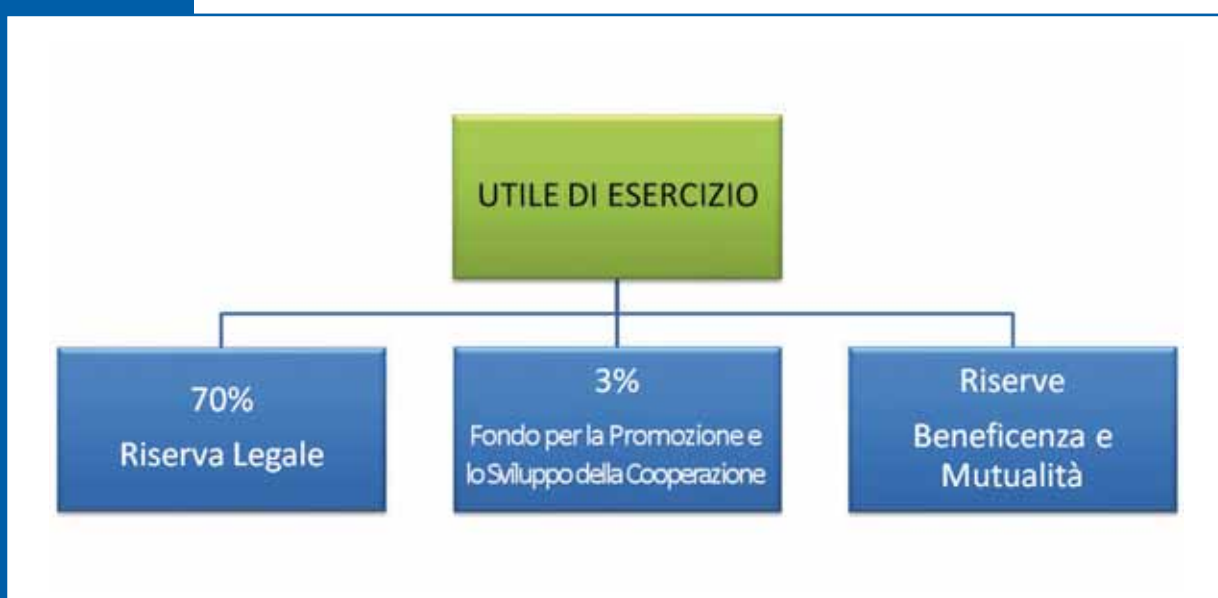 UTILE DI ESERCIZIO
70%
Riserva Legale
3%
Fondo per la Promozione e
lo Sviluppo della Cooperazione
Riserve
Beneficenza e
Mutualità